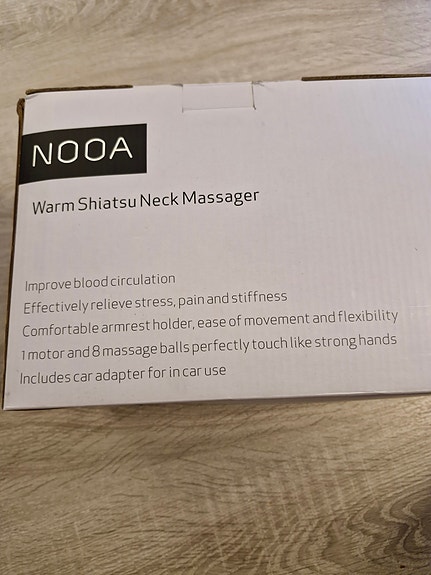 NOOA
Warm Shiatsu Neck Massager
Improve blood circulation
Effectively relieve stress, pain and stiffness
Comfortable armrest holder, ease of movement and flexibility
1 motor and 8 massage balls perfectly touch like strong hands
Includes car adapter for in car use